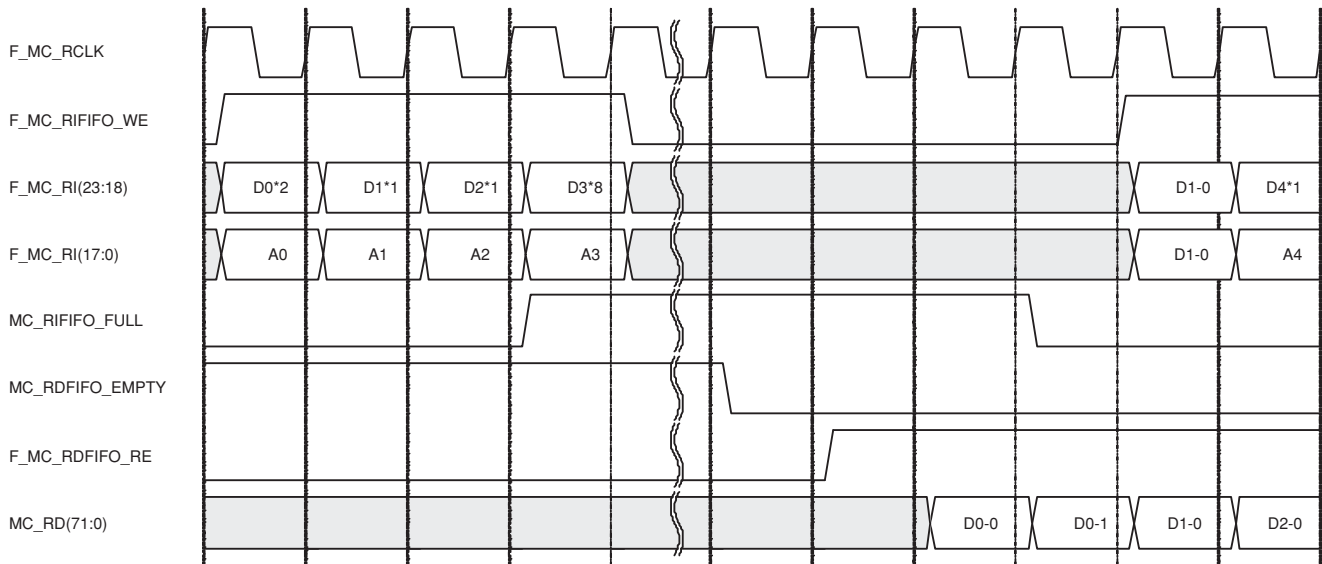 F_MC_RCLK
F_MC_RIFIFO_WE
F_MC_RI(23:18) D0*2 D1*1 D2*1 D3*8 D1-0 D4*1
F_MC_RI(17:0) A0 A1 A2 A3 D1-0 A4
MC_RIFIFO_FULL
MC_RDFIFO_EMPTY
F_MC_RDFIFO_RE
MC_RD(71:0) D0-0 D0-1 D1-0 D2-0